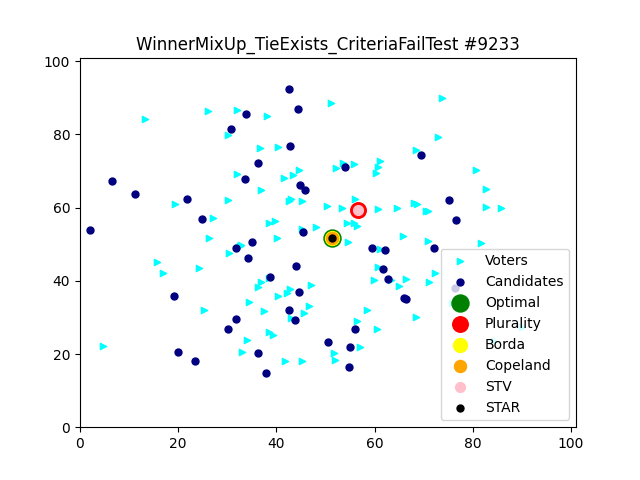 WinnerMixUp_TieExists_CriteriaFailTest #9233
100
80
60
40
20
0
0 20 40 60 80 100
Voters
Candidates
Optimal
Plurality
Borda
Copeland
STV
STAR